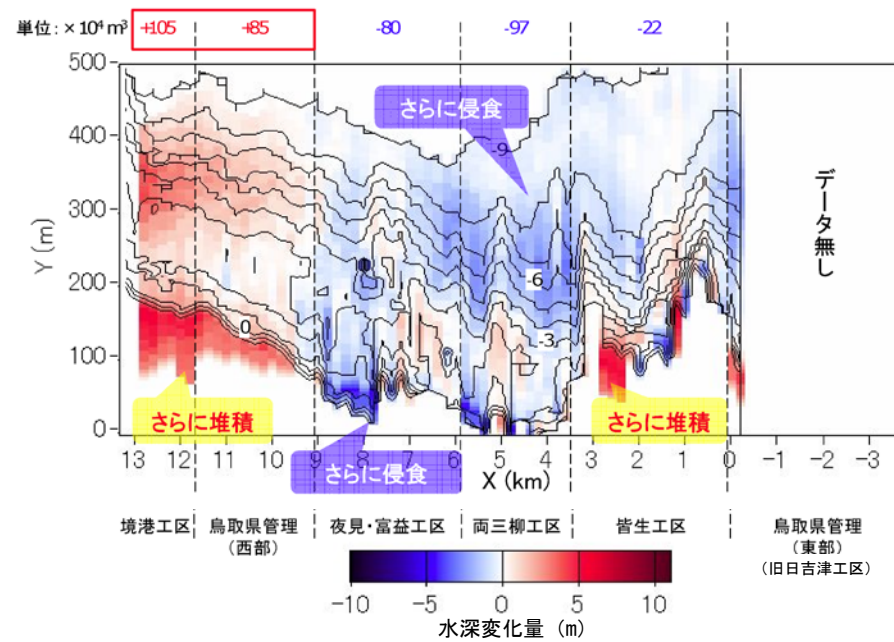 単位：×10⁴ m³ +105 +85 -80 -97 -22
500
400
300
200
100
0
Y (m)
さらに侵食
-9
-6
-3
0
0
データ無し
さらに堆積
さらに侵食
さらに堆積
13 12 11 10 9 8 7 6 5 4 3 2 1 0 -1 -2 -3
X (km)
境港工区 鳥取県管理 夜見・富益工区 両三柳工区 皆生工区 鳥取県管理
（西部） （東部）
（旧日吉津工区）
-10 -5 0 5 10
水深変化量 (m)